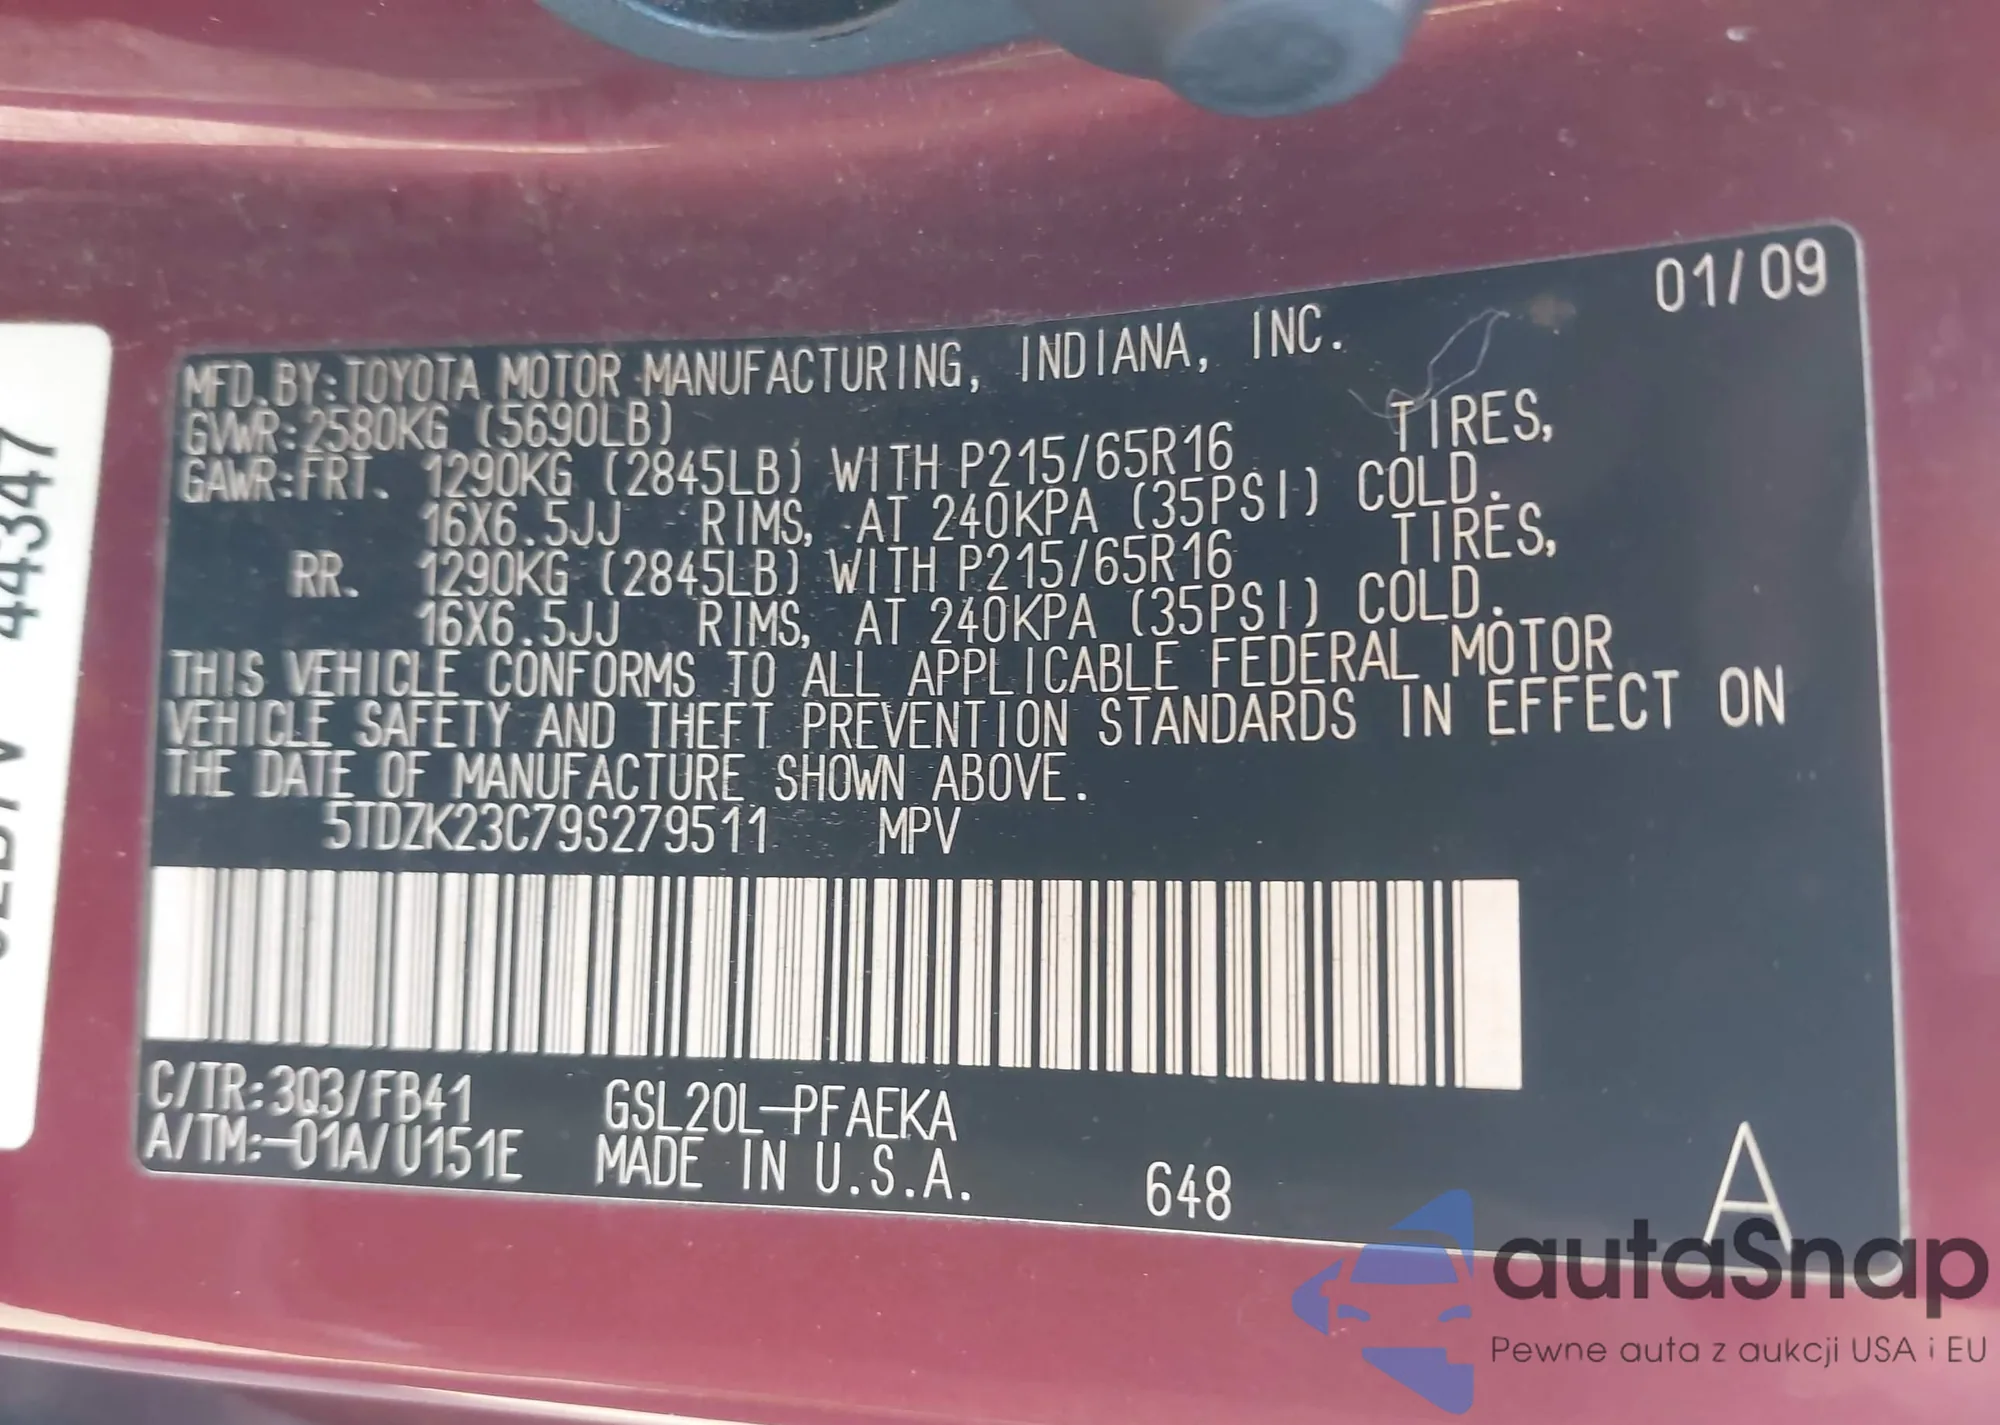 01/09
MFD.BY:TOYOTA MOTOR MANUFACTURING, INDIANA, INC.
GVWR:2580KG (5690LB)
GAWR:FRT. 1290KG (2845LB) WITH P215/65R16 TIRES,
16X6.5JJ RIMS, AT 240KPA (35PSI) COLD.
RR. 1290KG (2845LB) WITH P215/65R16 TIRES,
16X6.5JJ RIMS, AT 240KPA (35PSI) COLD.
THIS VEHICLE CONFORMS TO ALL APPLICABLE FEDERAL MOTOR
VEHICLE SAFETY AND THEFT PREVENTION STANDARDS IN EFFECT ON
THE DATE OF MANUFACTURE SHOWN ABOVE.
5TDZK23C79S279511 MPV
C/TR:3Q3/FB41 GSL20L-PFAEKA
A/TM:-01A/U151E MADE IN U.S.A. 648 A
44347
autaSnap
Pewne auta z aukcji USA i EU